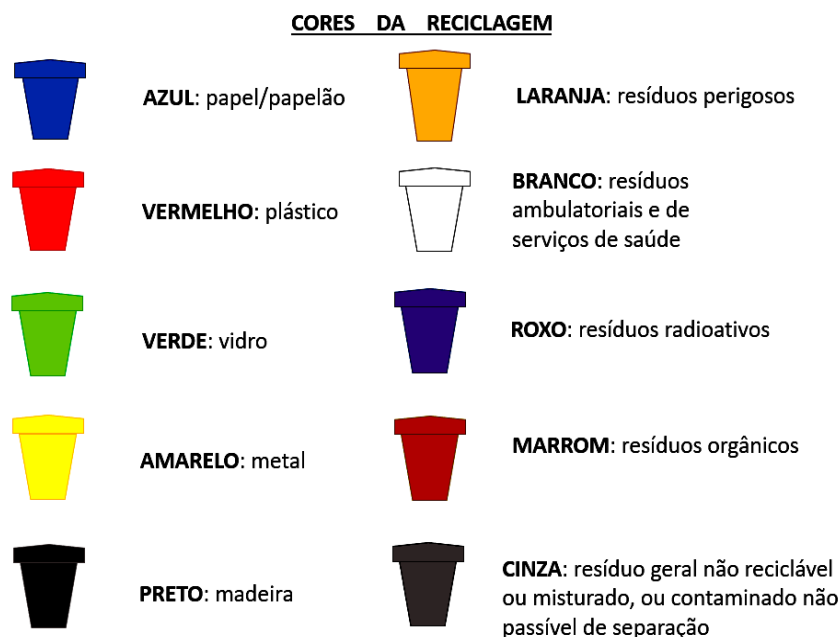 CORES DA RECICLAGEM
AZUL: papel/papelão
LARANJA: resíduos perigosos
VERMELHO: plástico
BRANCO: resíduos
ambulatoriais e de
serviços de saúde
VERDE: vidro
ROXO: resíduos radioativos
AMARELO: metal
MARROM: resíduos orgânicos
PRETO: madeira
CINZA: resíduo geral não reciclável
ou misturado, ou contaminado não
passível de separação